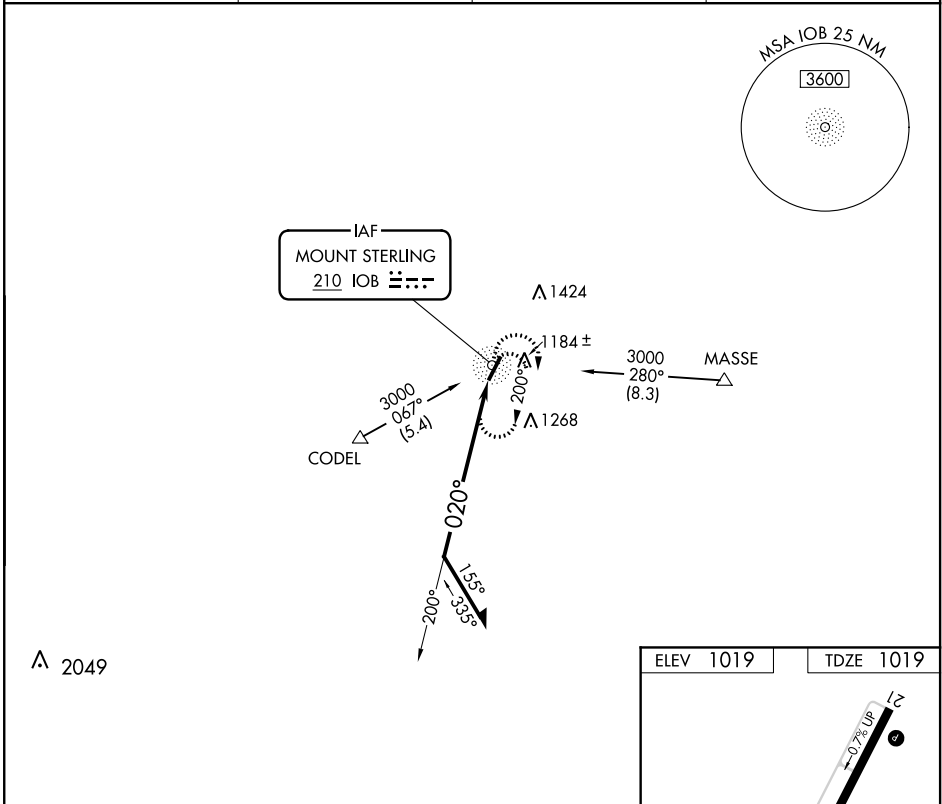 MSA IOB 25 NM
3600
IAF
MOUNT STERLING
210 IOB
1424
1184 ±
200°
1268
3000
280°
(8.3)
MASSE
3000
067°
(5.4)
CODEL
020°
155°
335°
200°
2049
ELEV 1019
TDZE 1019
21
0.7% UP
P